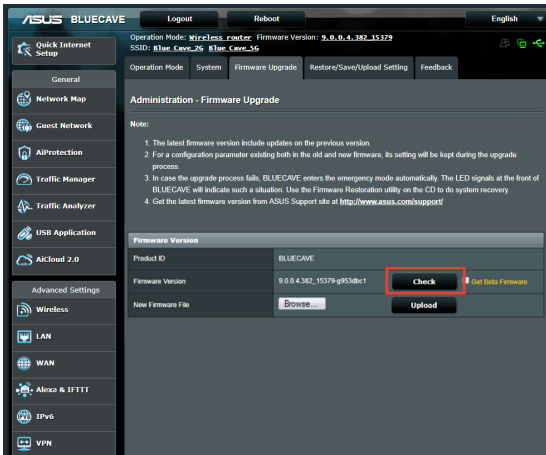 ASUS BLUECAVE Logout Reboot English
Operation Mode: Wireless router Firmware Version: 9.0.0.4.382_15379
SSID: Blue Cave_2G Blue Cave_5G
Quick Internet
Setup
Operation Mode System Firmware Upgrade Restore/Save/Upload Setting Feedback
General
Network Map
Guest Network
AiProtection
Traffic Manager
Traffic Analyzer
USB Application
AiCloud 2.0
Advanced Settings
Wireless
LAN
WAN
Alexa & IFTTT
IPv6
VPN
Administration - Firmware Upgrade
Note:
1. The latest firmware version include updates on the previous version.
2. For a configuration parameter existing both in the old and new firmware, its setting will be kept during the upgrade
process.
3. In case the upgrade process fails, BLUECAVE enters the emergency mode automatically. The LED signals at the front of
BLUECAVE will indicate such a situation. Use the Firmware Restoration utility on the CD to do system recovery.
4. Get the latest firmware version from ASUS Support site at http://www.asus.com/support/
Firmware Version
Product ID BLUECAVE
Firmware Version 9.0.0.4.382_15379-g953dbc1 Check Get Beta Firmware
New Firmware File Browse... Upload